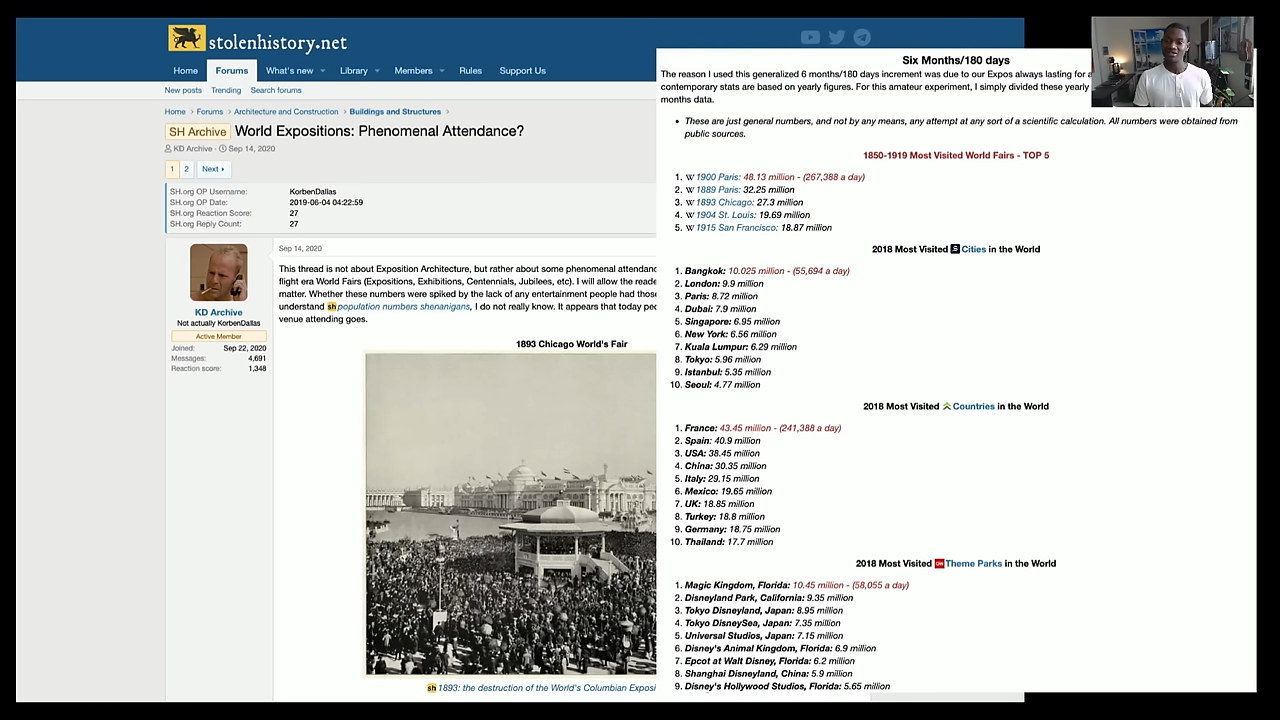 stolenhistory.net
Home Forums What's new Library Members Rules Support Us
New posts Trending Search forums
Home Forums Architecture and Construction Buildings and Structures
SH Archive World Expositions: Phenomenal Attendance?
KD Archive · Sep 14, 2020
1 2 Next
SH.org OP Username: KorbenDallas
SH.org OP Date: 2019-06-04 04:22:59
SH.org Reaction Score: 27
SH.org Reply Count: 27
KD Archive
Not actually KorbenDallas
Active Member
Joined: Sep 22, 2020
Messages: 4,691
Reaction score: 1,348
Sep 14, 2020
This thread is not about Exposition Architecture, but rather about some phenomenal attendanc
flight era World Fairs (Expositions, Exhibitions, Centennials, Jubilees, etc). I will allow the reade
matter. Whether these numbers were spiked by the lack of any entertainment people had those
understand sh population numbers shenanigans, I do not really know. It appears that today peo
venue attending goes.
1893 Chicago World's Fair
sh 1893: the destruction of the World's Columbian Exposi
Six Months/180 days
The reason I used this generalized 6 months/180 days increment was due to our Expos always lasting for a
contemporary stats are based on yearly figures. For this amateur experiment, I simply divided these yearly
months data.
• These are just general numbers, and not by any means, any attempt at any sort of a scientific calculation. All numbers were obtained from
public sources.
1850-1919 Most Visited World Fairs - TOP 5
1. W 1900 Paris: 48.13 million - (267,388 a day)
2. W 1889 Paris: 32.25 million
3. W 1893 Chicago: 27.3 million
4. W 1904 St. Louis: 19.69 million
5. W 1915 San Francisco: 18.87 million
2018 Most Visited Cities in the World
1. Bangkok: 10.025 million - (55,694 a day)
2. London: 9.9 million
3. Paris: 8.72 million
4. Dubai: 7.9 million
5. Singapore: 6.95 million
6. New York: 6.56 million
7. Kuala Lumpur: 6.29 million
8. Tokyo: 5.96 million
9. Istanbul: 5.35 million
10. Seoul: 4.77 million
2018 Most Visited Countries in the World
1. France: 43.45 million - (241,388 a day)
2. Spain: 40.9 million
3. USA: 38.45 million
4. China: 30.35 million
5. Italy: 29.15 million
6. Mexico: 19.65 million
7. UK: 18.85 million
8. Turkey: 18.8 million
9. Germany: 18.75 million
10. Thailand: 17.7 million
2018 Most Visited Theme Parks in the World
1. Magic Kingdom, Florida: 10.45 million - (58,055 a day)
2. Disneyland Park, California: 9.35 million
3. Tokyo Disneyland, Japan: 8.95 million
4. Tokyo DisneySea, Japan: 7.35 million
5. Universal Studios, Japan: 7.15 million
6. Disney's Animal Kingdom, Florida: 6.9 million
7. Epcot at Walt Disney, Florida: 6.2 million
8. Shanghai Disneyland, China: 5.9 million
9. Disney's Hollywood Studios, Florida: 5.65 million